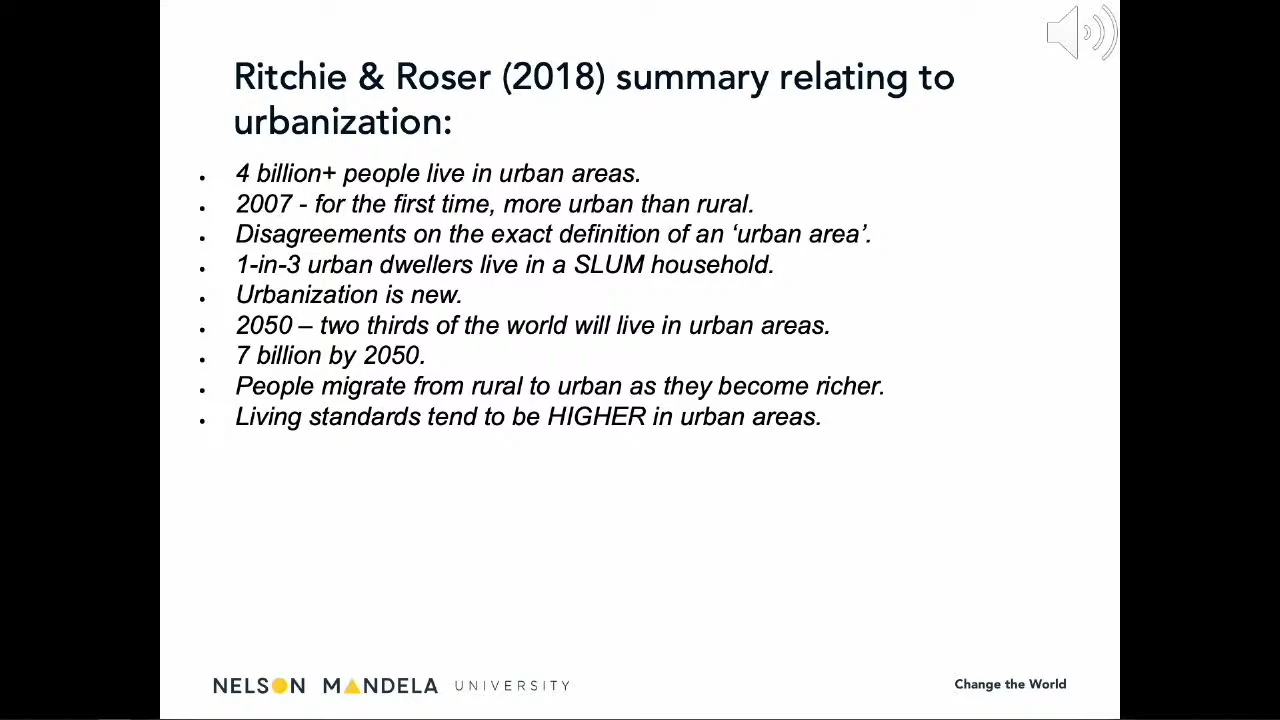 Ritchie & Roser (2018) summary relating to
urbanization:
• 4 billion+ people live in urban areas.
• 2007 - for the first time, more urban than rural.
• Disagreements on the exact definition of an ‘urban area’.
• 1-in-3 urban dwellers live in a SLUM household.
• Urbanization is new.
• 2050 – two thirds of the world will live in urban areas.
• 7 billion by 2050.
• People migrate from rural to urban as they become richer.
• Living standards tend to be HIGHER in urban areas.
NELSON MANDELA UNIVERSITY
Change the World